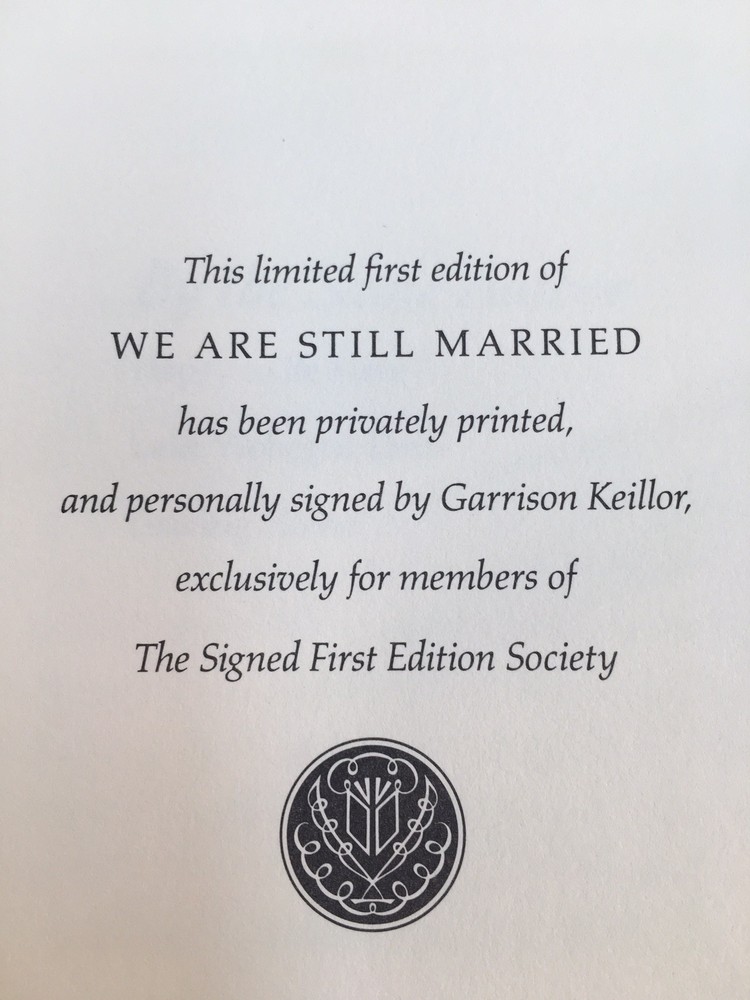 This limited first edition of
WE ARE STILL MARRIED
has been privately printed,
and personally signed by Garrison Keillor,
exclusively for members of
The Signed First Edition Society